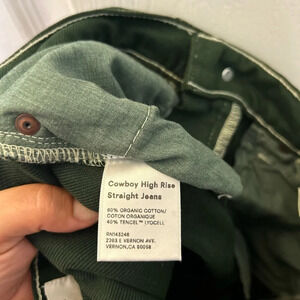 Cowboy High Rise
Straight Jeans
60% ORGANIC COTTON/
COTON ORGANIQUE
40% TENCEL™ LYOCELL
RN143246
2263 E VERNON AVE.
VERNON, CA 90058